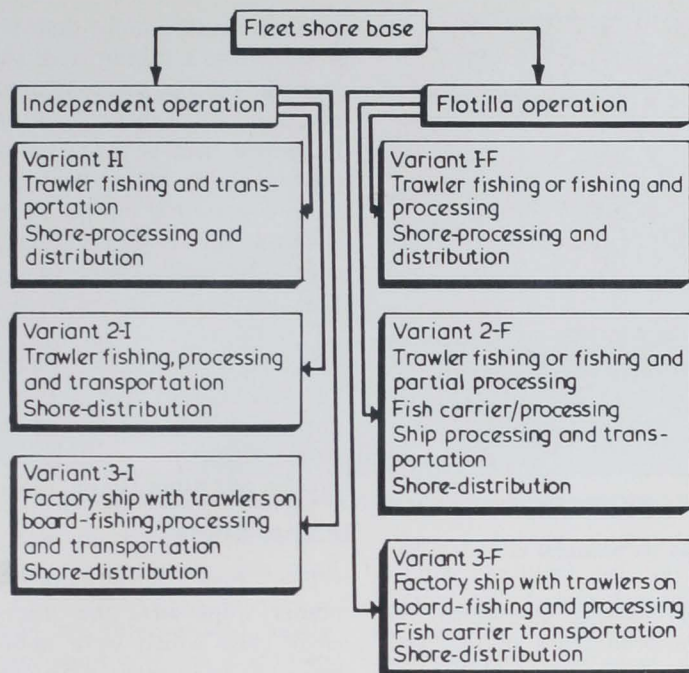 Fleet shore base
Independent operation
Variant 1-I
Trawler fishing and trans-
portation
Shore-processing and
distribution
Variant 2-I
Trawler fishing, processing
and transportation
Shore-distribution
Variant 3-I
Factory ship with trawlers on
board-fishing, processing
and transportation
Shore-distribution
Flotilla operation
Variant 1-F
Trawler fishing or fishing and
processing
Shore-processing and
distribution
Variant 2-F
Trawler fishing or fishing and
partial processing
Fish carrier/processing
Ship processing and trans-
portation
Shore-distribution
Variant 3-F
Factory ship with trawlers on
board-fishing and processing
Fish carrier transportation
Shore-distribution